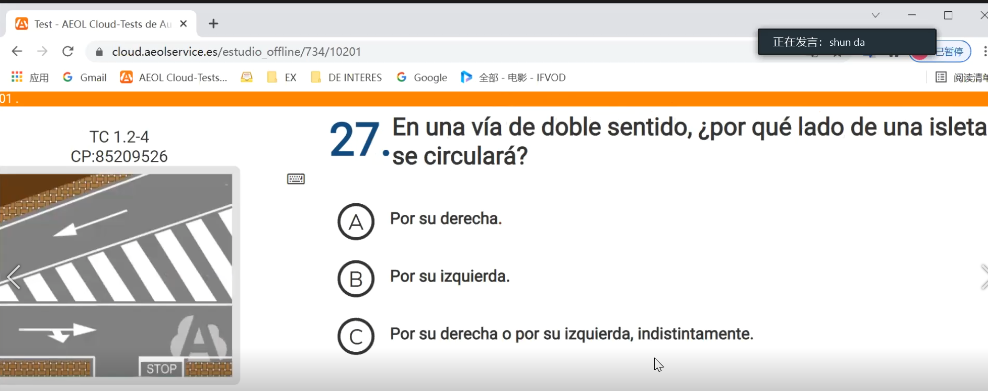 Test - AEOL Cloud-Tests de Au
cloud.aeolservice.es/estudio_offline/734/10201
正在发言: shun da
已暂停
应用 Gmail AEOL Cloud-Tests... EX DE INTERES Google 全部 - 电影 - IFVOD 阅读清单
01 .
TC 1.2-4
CP:85209526
STOP
27. En una vía de doble sentido, ¿por qué lado de una isleta
se circulará?
A Por su derecha.
B Por su izquierda.
C Por su derecha o por su izquierda, indistintamente.